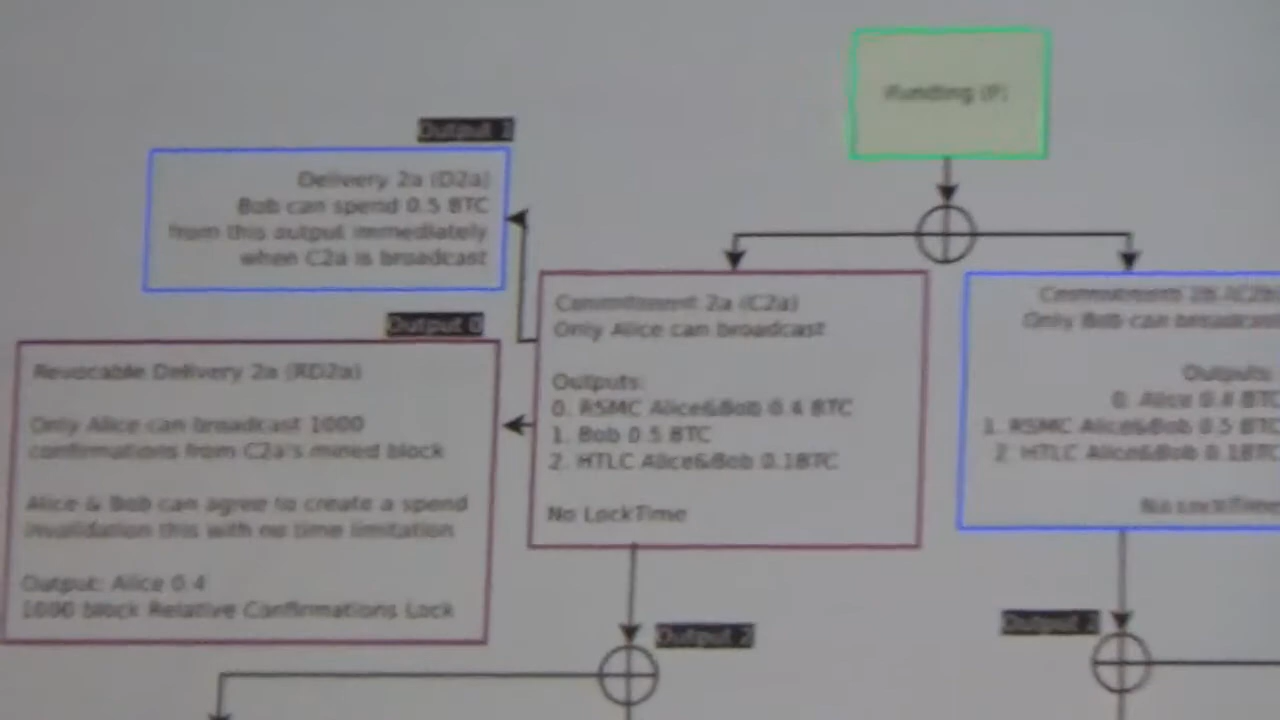 Funding (F)
Output 1
Delivery 2a (D2a)
Bob can spend 0.5 BTC
from this output immediately
when C2a is broadcast
Output 0
Revocable Delivery 2a (RD2a)
Only Alice can broadcast 1000
confirmations from C2a's mined block
Alice & Bob can agree to create a spend
invalidation this with no time limitation
Output: Alice 0.4
1000 block Relative Confirmations Lock
Commitment 2a (C2a)
Only Alice can broadcast
Outputs:
0. RSMC Alice&Bob 0.4 BTC
1. Bob 0.5 BTC
2. HTLC Alice&Bob 0.1BTC
No LockTime
Output 2
Commitment 2b (C2b
Only Bob can broadcast
Outputs:
0. Alice 0.4 BTC
1. RSMC Alice&Bob 0.5 BTC
2. HTLC Alice&Bob 0.1BTC
No LockTime
Output